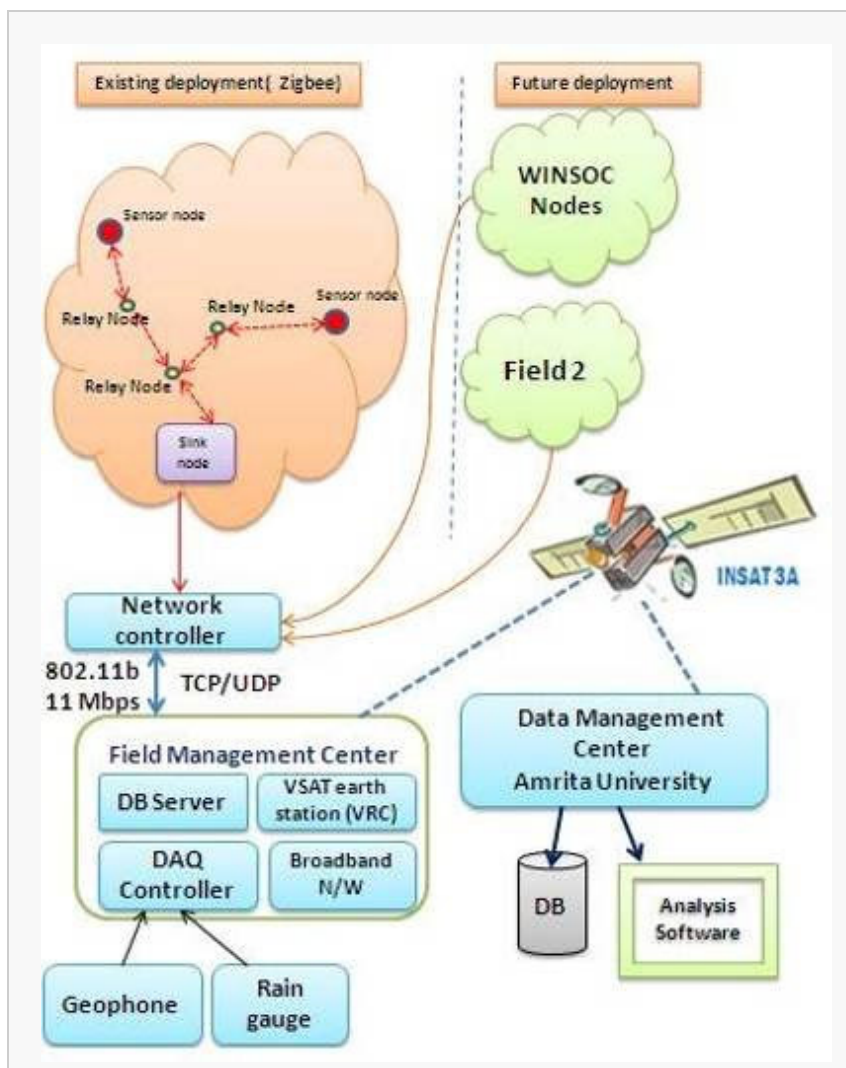 Existing deployment( Zigbee)
Future deployment
WINSOC
Nodes
Sensor node
Relay Node
Sensor node
Relay Node
Field 2
Relay Node
Sink
node
INSAT 3A
Network
controller
802.11b
11 Mbps
TCP/UDP
Field Management Center
DB Server
VSAT earth
station (VRC)
DAQ
Controller
Broadband
N/W
Geophone
Rain
gauge
Data Management
Center
Amrita University
DB
Analysis
Software